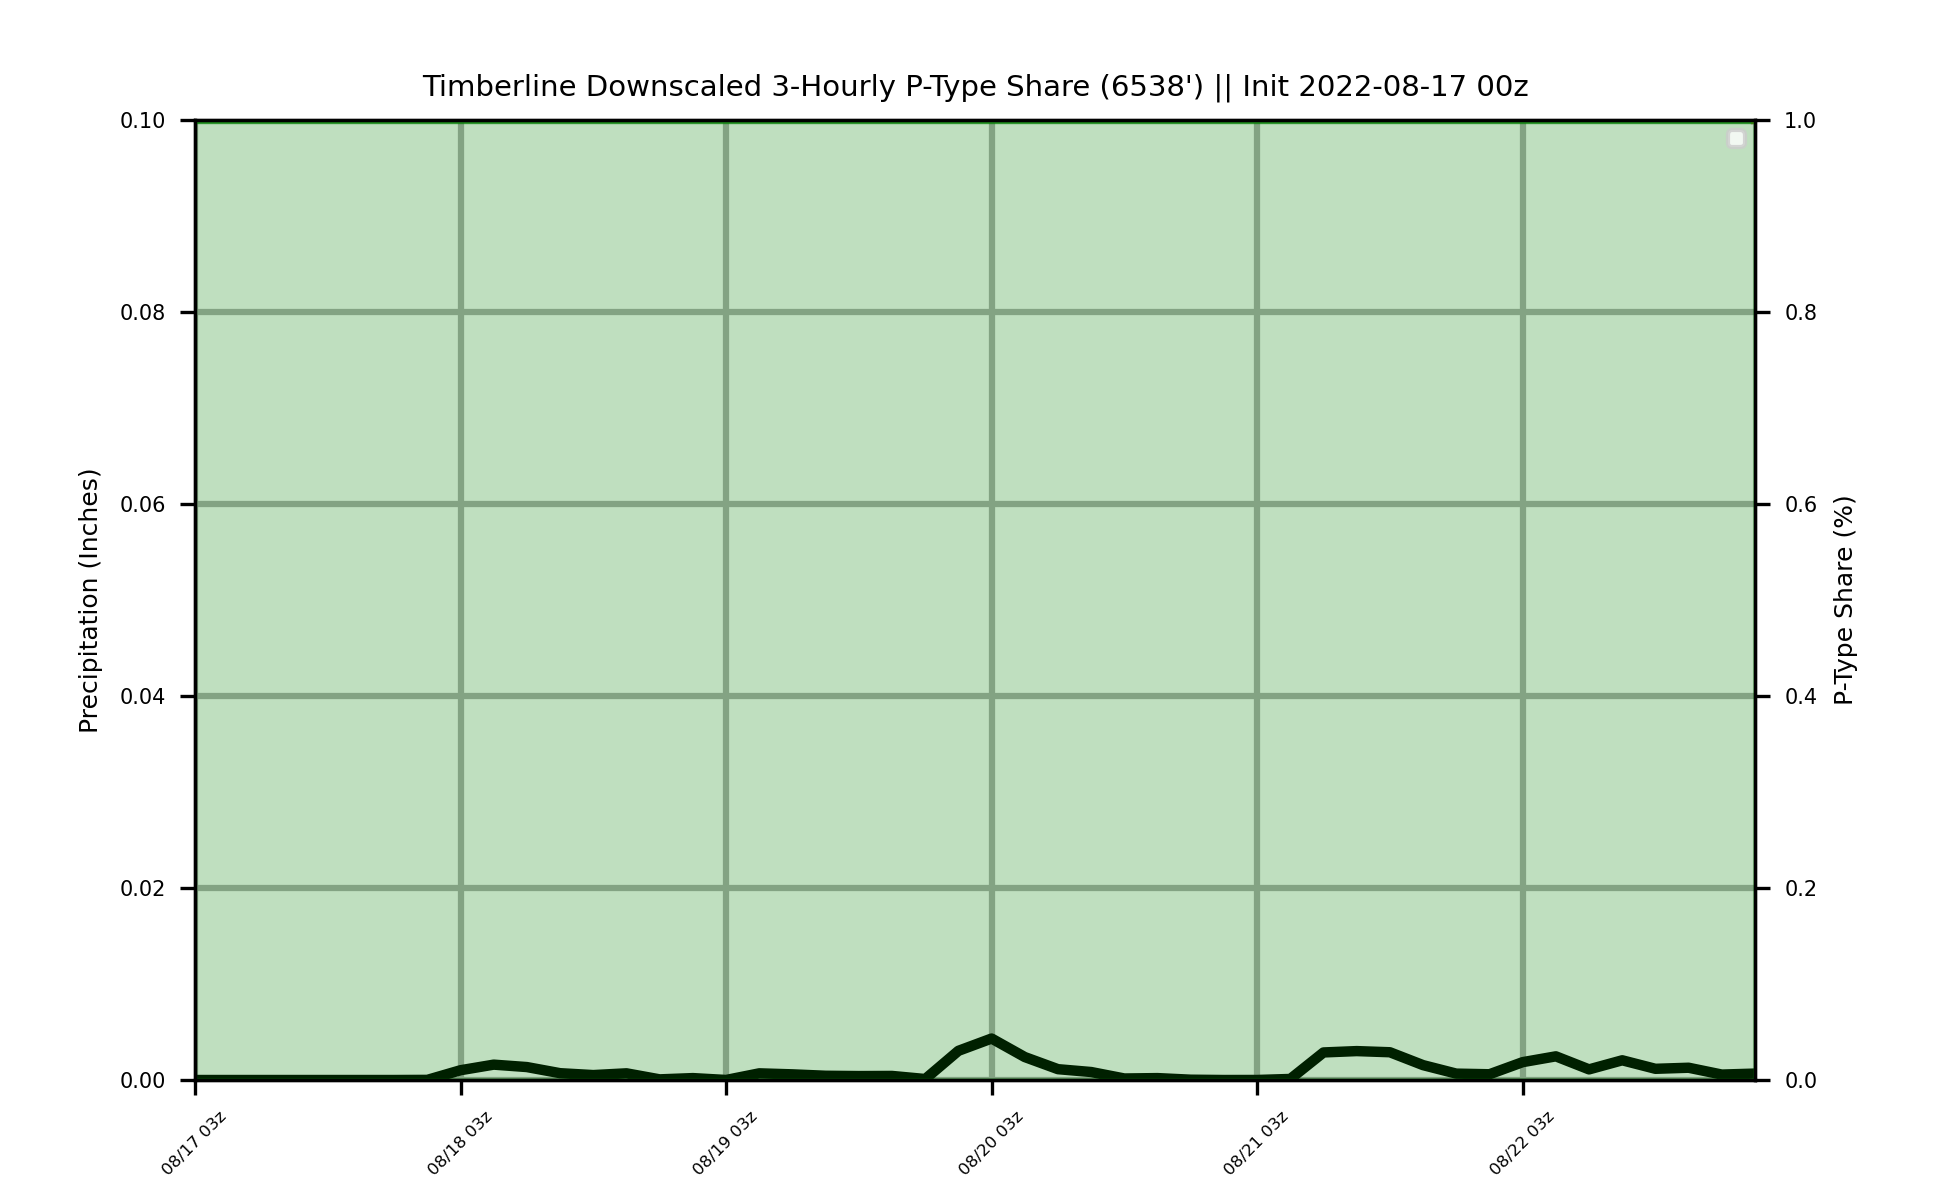 Timberline Downscaled 3-Hourly P-Type Share (6538') || Init 2022-08-17 00z
Precipitation (Inches)
0.10
0.08
0.06
0.04
0.02
0.00
1.0
0.8
0.6
0.4
0.2
0.0
P-Type Share (%)
08/17 03z
08/18 03z
08/19 03z
08/20 03z
08/21 03z
08/22 03z